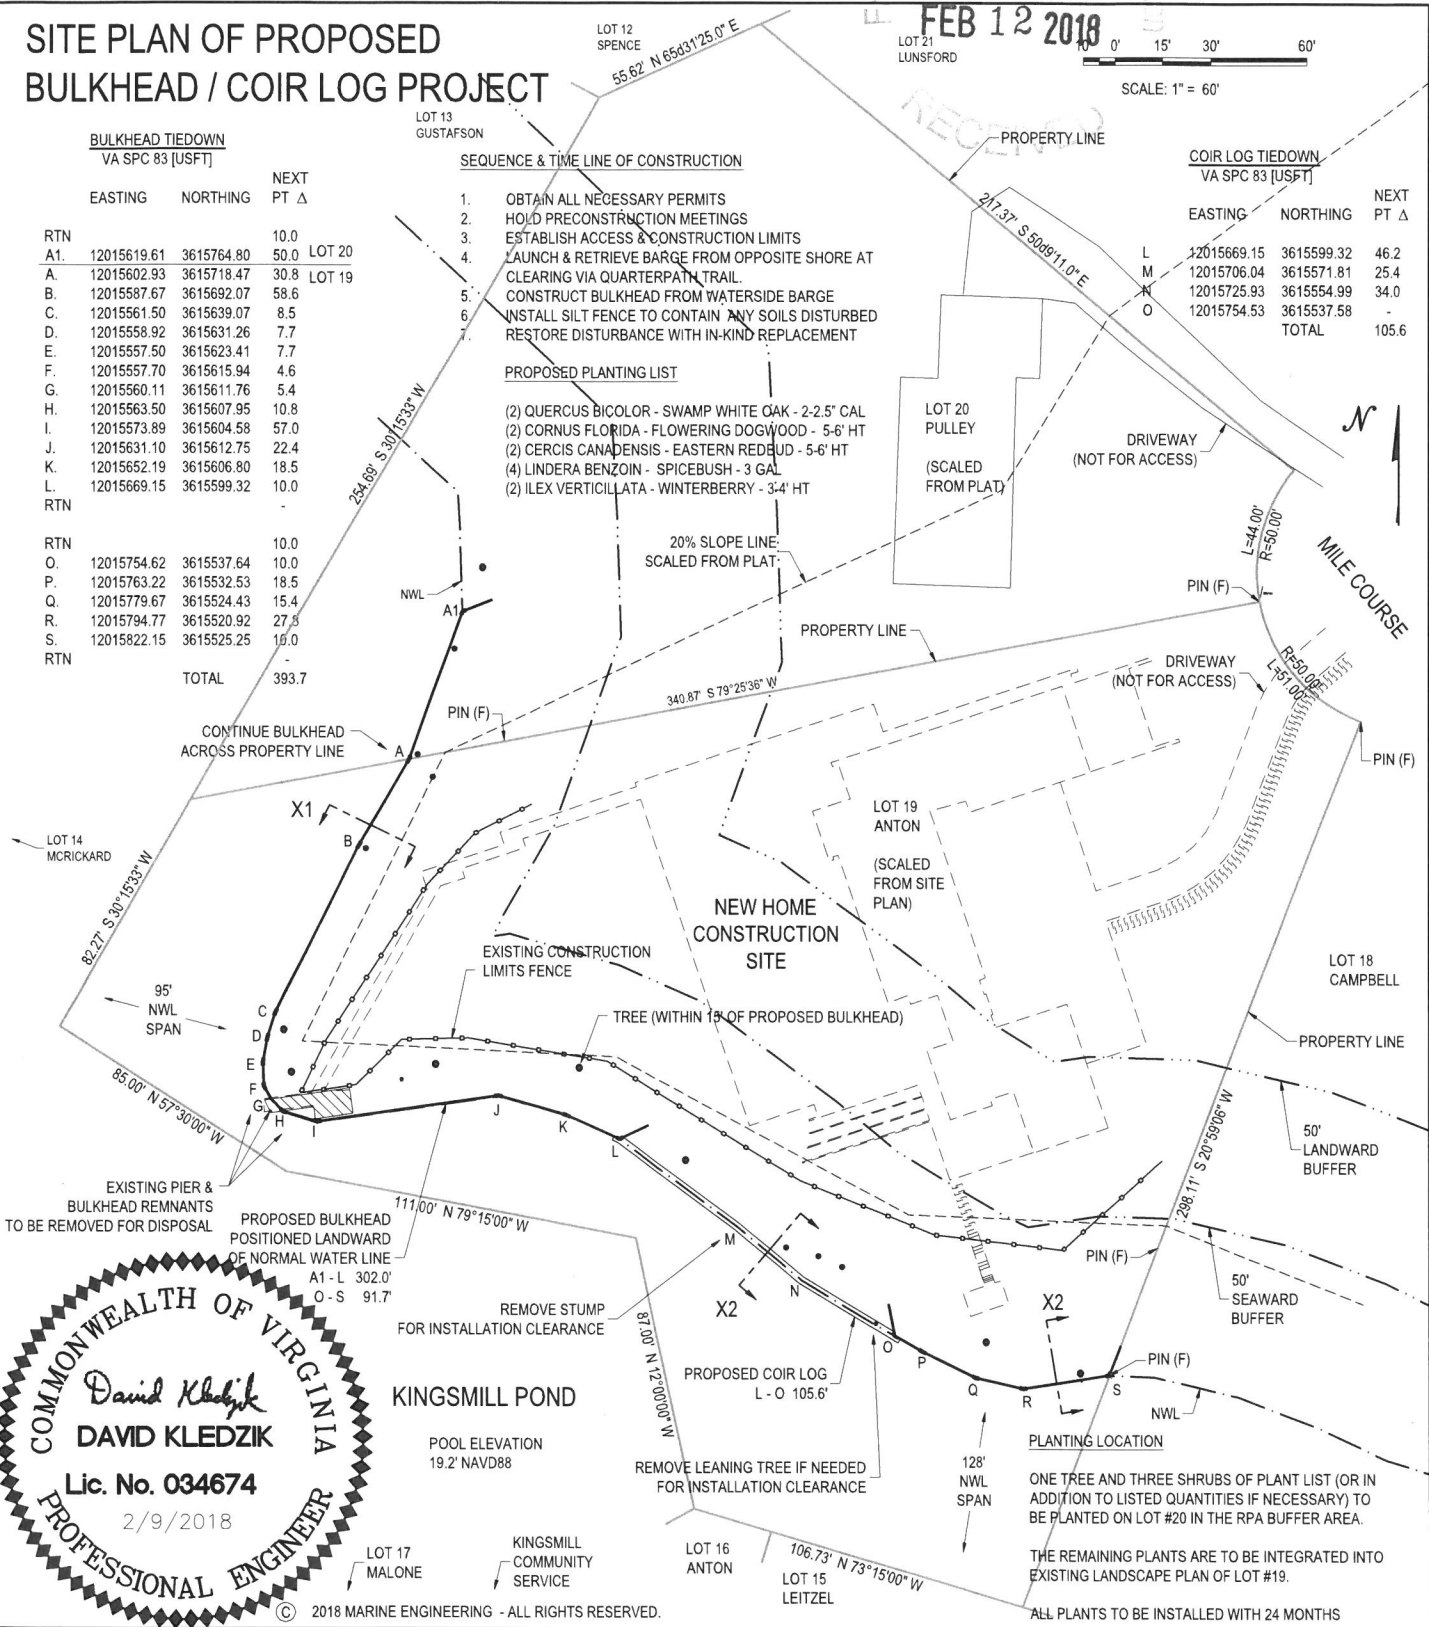 SITE PLAN OF PROPOSED
BULKHEAD / COIR LOG PROJECT
FEB 12 2018
RECEIVED
LOT 12
SPENCE
55.62' N 65d31'25.0" E
LOT 21
LUNSFORD
10' 0' 15' 30' 60'
SCALE: 1" = 60'
LOT 13
GUSTAFSON
PROPERTY LINE
217.37' S 50d9'11.0" E
BULKHEAD TIEDOWN
VA SPC 83 [USFT]
EASTING NORTHING NEXT PT Δ
RTN 10.0
A1. 12015619.61 3615764.80 50.0 LOT 20
A. 12015602.93 3615718.47 30.8 LOT 19
B. 12015587.67 3615692.07 58.6
C. 12015561.50 3615639.07 8.5
D. 12015558.92 3615631.26 7.7
E. 12015557.50 3615623.41 7.7
F. 12015557.70 3615615.94 4.6
G. 12015560.11 3615611.76 5.4
H. 12015563.50 3615607.95 10.8
I. 12015573.89 3615604.58 57.0
J. 12015631.10 3615612.75 22.4
K. 12015652.19 3615606.80 18.5
L. 12015669.15 3615599.32 10.0
RTN -
RTN 10.0
O. 12015754.62 3615537.64 10.0
P. 12015763.22 3615532.53 18.5
Q. 12015779.67 3615524.43 15.4
R. 12015794.77 3615520.92 27.8
S. 12015822.15 3615525.25 10.0
RTN -
TOTAL 393.7
SEQUENCE & TIME LINE OF CONSTRUCTION
1. OBTAIN ALL NECESSARY PERMITS
2. HOLD PRECONSTRUCTION MEETINGS
3. ESTABLISH ACCESS & CONSTRUCTION LIMITS
4. LAUNCH & RETRIEVE BARGE FROM OPPOSITE SHORE AT
CLEARING VIA QUARTERPATH TRAIL.
5. CONSTRUCT BULKHEAD FROM WATERSIDE BARGE
6. INSTALL SILT FENCE TO CONTAIN ANY SOILS DISTURBED
7. RESTORE DISTURBANCE WITH IN-KIND REPLACEMENT
PROPOSED PLANTING LIST
(2) QUERCUS BICOLOR - SWAMP WHITE OAK - 2-2.5" CAL
(2) CORNUS FLORIDA - FLOWERING DOGWOOD - 5-6' HT
(2) CERCIS CANADENSIS - EASTERN REDBUD - 5-6' HT
(4) LINDERA BENZOIN - SPICEBUSH - 3 GAL
(2) ILEX VERTICILLATA - WINTERBERRY - 3-4' HT
COIR LOG TIEDOWN
VA SPC 83 [USFT]
EASTING NORTHING NEXT PT Δ
L 12015669.15 3615599.32 46.2
M 12015706.04 3615571.81 25.4
N 12015725.93 3615554.99 34.0
O 12015754.53 3615537.58 -
TOTAL 105.6
254.69' S 30°15'33" W
LOT 20
PULLEY
(SCALED
FROM PLAT)
DRIVEWAY
(NOT FOR ACCESS)
N
20% SLOPE LINE
SCALED FROM PLAT
L=44.00'
R=50.00'
MILE COURSE
NWL
A1
PIN (F)
PROPERTY LINE
DRIVEWAY
(NOT FOR ACCESS)
R=50.00'
L=51.00'
340.87' S 79°25'36" W
PIN (F)
CONTINUE BULKHEAD
ACROSS PROPERTY LINE
A
PIN (F)
X1
B
LOT 14
MCRICKARD
LOT 19
ANTON
(SCALED
FROM SITE
PLAN)
82.27' S 30°15'33" W
NEW HOME
CONSTRUCTION
SITE
EXISTING CONSTRUCTION
LIMITS FENCE
LOT 18
CAMPBELL
95'
NWL
SPAN
C
D
E
F
G
H
I
TREE (WITHIN 15' OF PROPOSED BULKHEAD)
PROPERTY LINE
85.00' N 57°30'00" W
J
K
L
50'
LANDWARD
BUFFER
298.11' S 20°59'06" W
EXISTING PIER &
BULKHEAD REMNANTS
TO BE REMOVED FOR DISPOSAL
111.00' N 79°15'00" W
PROPOSED BULKHEAD
POSITIONED LANDWARD
OF NORMAL WATER LINE
A1 - L 302.0'
O - S 91.7'
M
N
X2
PIN (F)
50'
SEAWARD
BUFFER
REMOVE STUMP
FOR INSTALLATION CLEARANCE
X2
87.00' N 12°00'00" W
O
P
Q
R
S
PIN (F)
NWL
PROPOSED COIR LOG
L - O 105.6'
KINGSMILL POND
POOL ELEVATION
19.2' NAVD88
REMOVE LEANING TREE IF NEEDED
FOR INSTALLATION CLEARANCE
128'
NWL
SPAN
PLANTING LOCATION
ONE TREE AND THREE SHRUBS OF PLANT LIST (OR IN
ADDITION TO LISTED QUANTITIES IF NECESSARY) TO
BE PLANTED ON LOT #20 IN THE RPA BUFFER AREA.
THE REMAINING PLANTS ARE TO BE INTEGRATED INTO
EXISTING LANDSCAPE PLAN OF LOT #19.
ALL PLANTS TO BE INSTALLED WITH 24 MONTHS
COMMONWEALTH OF VIRGINIA
David Kledzik
DAVID KLEDZIK
Lic. No. 034674
2/9/2018
PROFESSIONAL ENGINEER
LOT 17
MALONE
KINGSMILL
COMMUNITY
SERVICE
LOT 16
ANTON
106.73' N 73°15'00" W
LOT 15
LEITZEL
© 2018 MARINE ENGINEERING - ALL RIGHTS RESERVED.